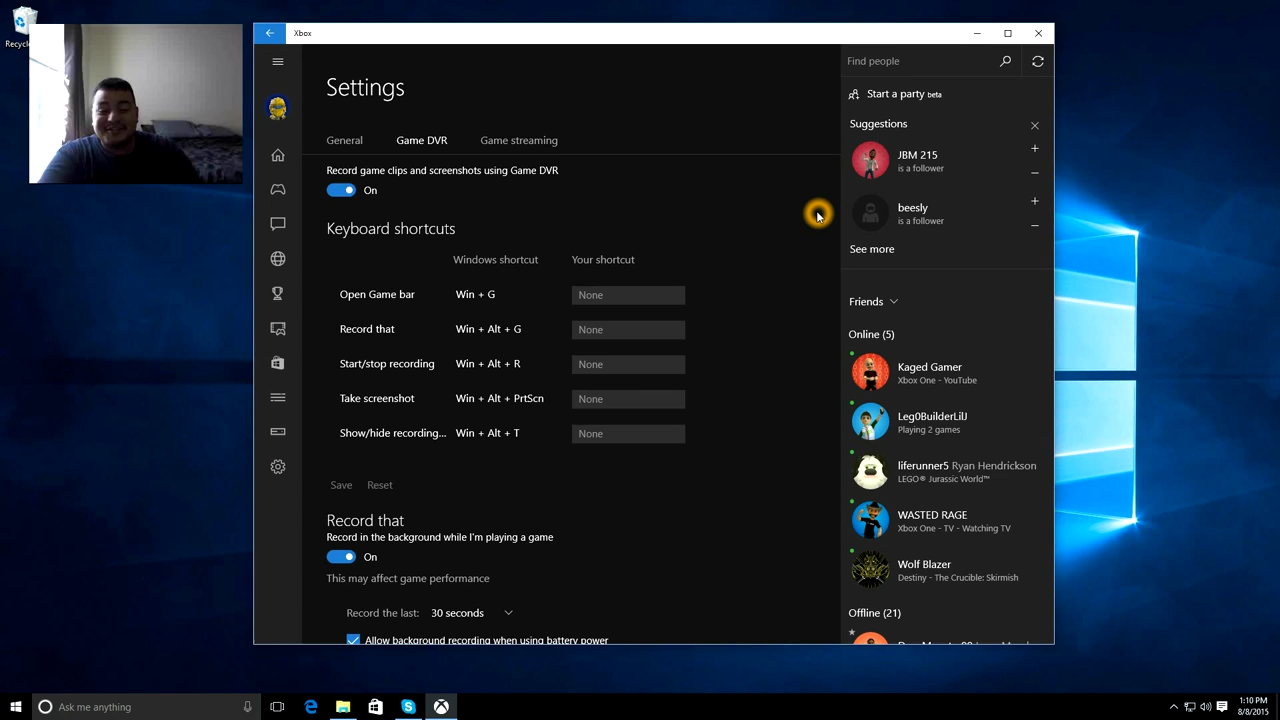 Recycle
Xbox
Settings
General
Game DVR
Game streaming
Record game clips and screenshots using Game DVR
On
Keyboard shortcuts
Windows shortcut
Your shortcut
Open Game bar
Win + G
None
Record that
Win + Alt + G
None
Start/stop recording
Win + Alt + R
None
Take screenshot
Win + Alt + PrtScn
None
Show/hide recording...
Win + Alt + T
None
Save
Reset
Record that
Record in the background while I'm playing a game
On
This may affect game performance
Record the last:
30 seconds
Allow background recording when using battery power
Find people
Start a party beta
Suggestions
JBM 215
is a follower
beesly
is a follower
See more
Friends
Online (5)
Kaged Gamer
Xbox One - YouTube
Leg0BuilderLilJ
Playing 2 games
liferunner5 Ryan Hendrickson
LEGO® Jurassic World™
WASTED RAGE
Xbox One - TV - Watching TV
Wolf Blazer
Destiny - The Crucible: Skirmish
Offline (21)
Ask me anything
1:10 PM
8/8/2015